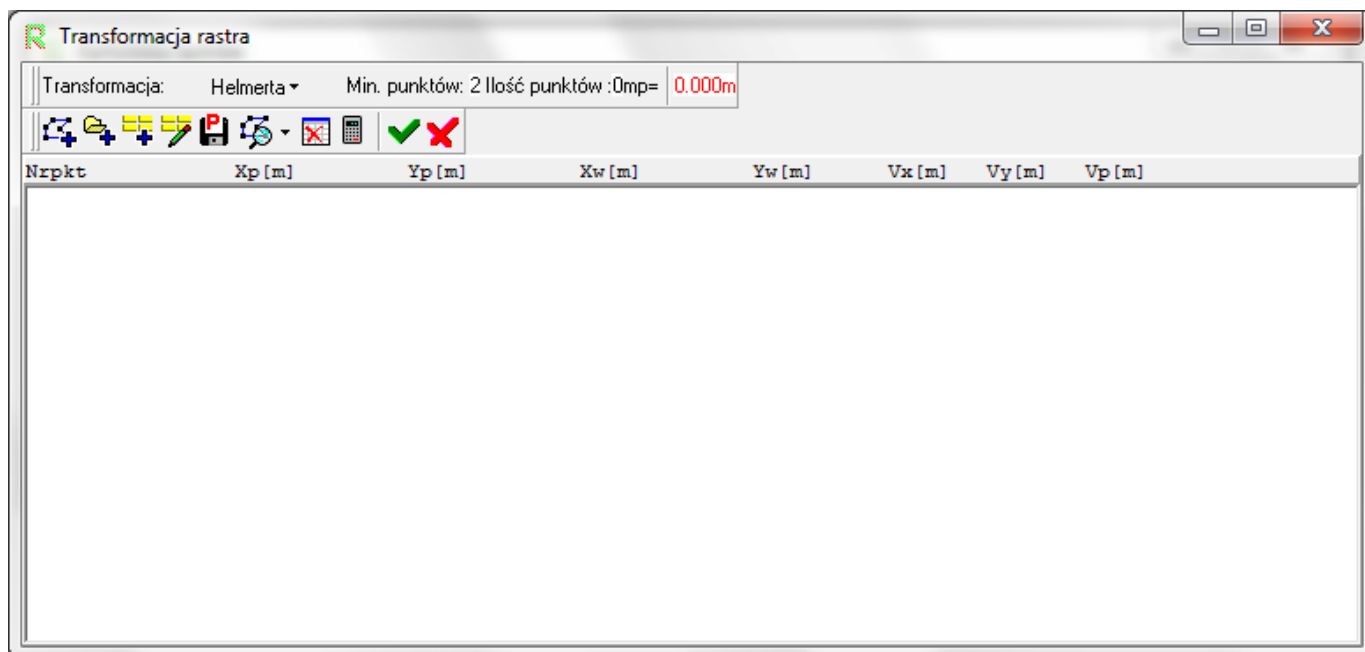 Transformacja rastra
Transformacja: Helmerta Min. punktów: 2 Ilość punktów :0mp= 0.000m
P
Nrpkt Xp[m] Yp[m] Xw[m] Yw[m] Vx[m] Vy[m] Vp[m]